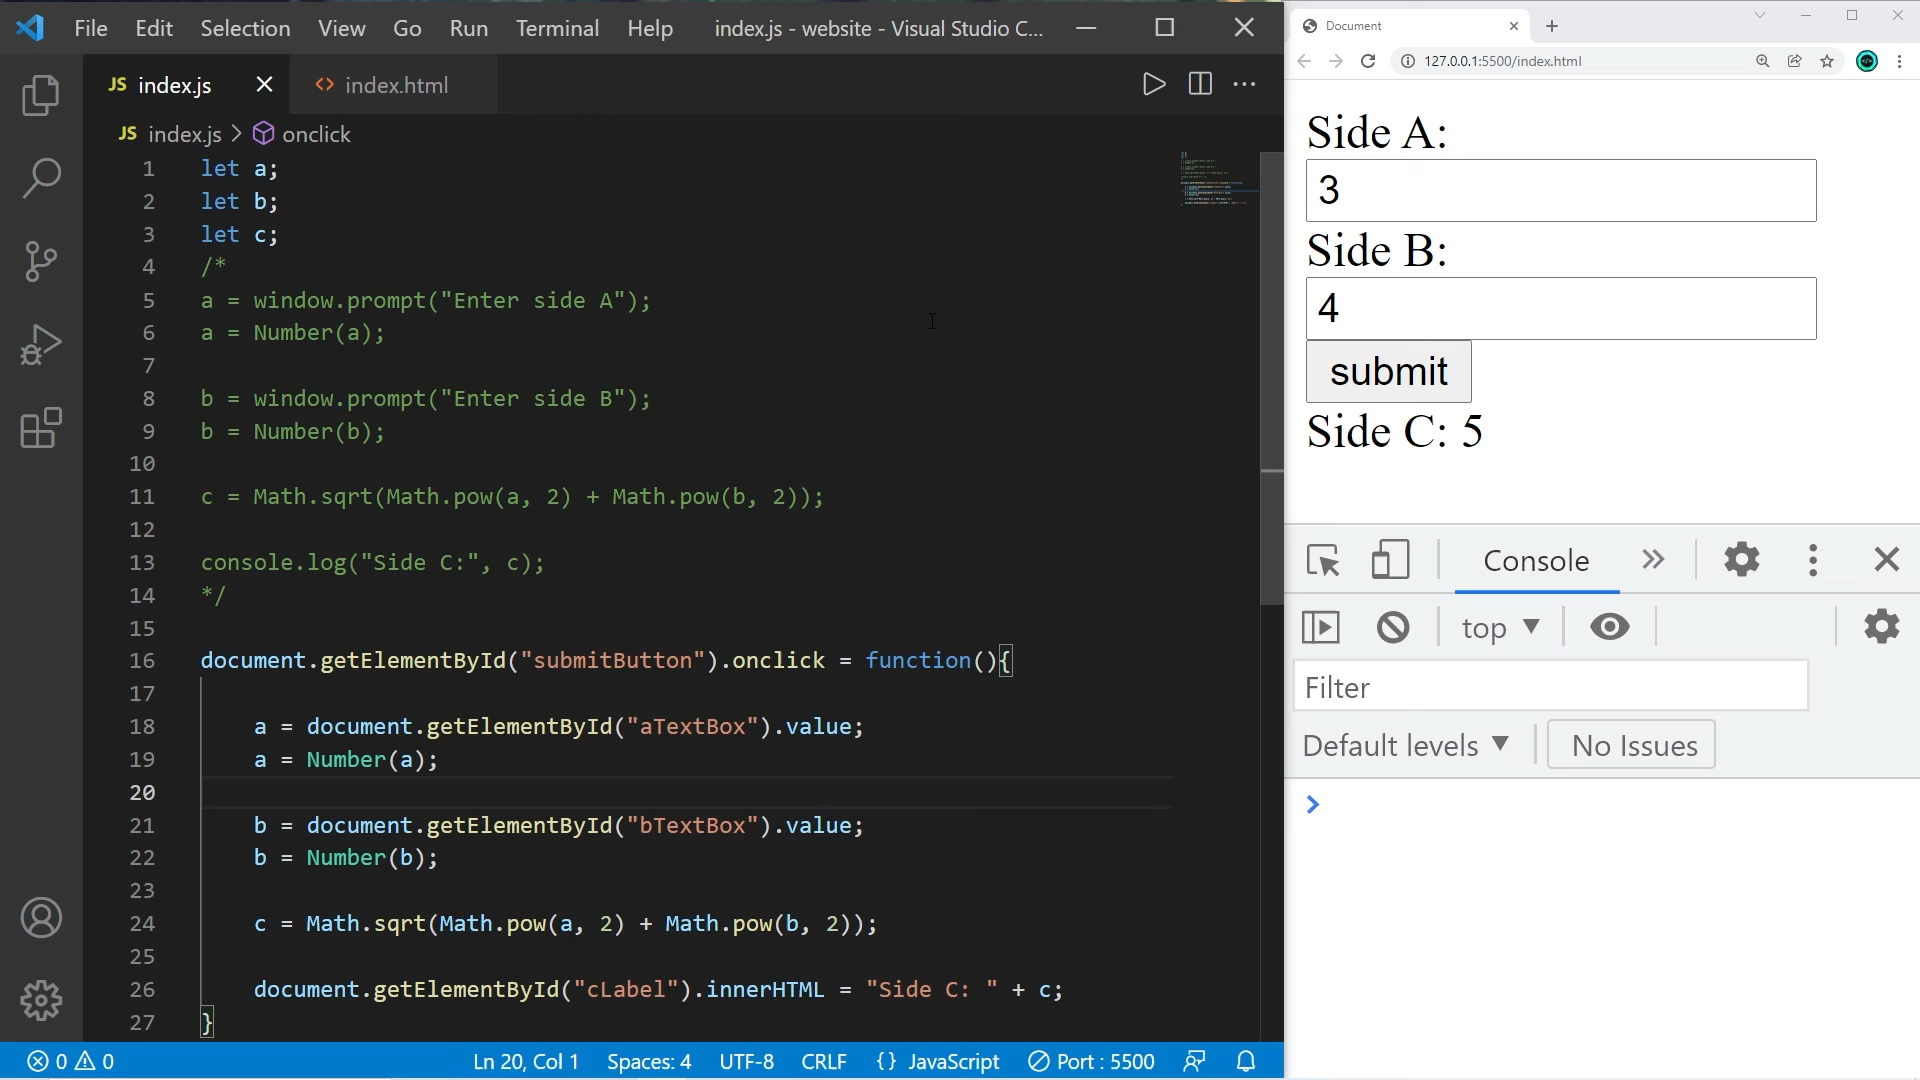 File Edit Selection View Go Run Terminal Help index.js - website - Visual Studio C...
JS index.js
<> index.html
JS index.js > onclick
1 let a;
2 let b;
3 let c;
4 /*
5 a = window.prompt("Enter side A");
6 a = Number(a);
7
8 b = window.prompt("Enter side B");
9 b = Number(b);
10
11 c = Math.sqrt(Math.pow(a, 2) + Math.pow(b, 2));
12
13 console.log("Side C:", c);
14 */
15
16 document.getElementById("submitButton").onclick = function(){
17
18 a = document.getElementById("aTextBox").value;
19 a = Number(a);
20
21 b = document.getElementById("bTextBox").value;
22 b = Number(b);
23
24 c = Math.sqrt(Math.pow(a, 2) + Math.pow(b, 2));
25
26 document.getElementById("cLabel").innerHTML = "Side C: " + c;
27 }
0 0 Ln 20, Col 1 Spaces: 4 UTF-8 CRLF {} JavaScript Port : 5500
Document
127.0.0.1:5500/index.html
Side A:
3
Side B:
4
submit
Side C: 5
Console
top
Filter
Default levels
No Issues